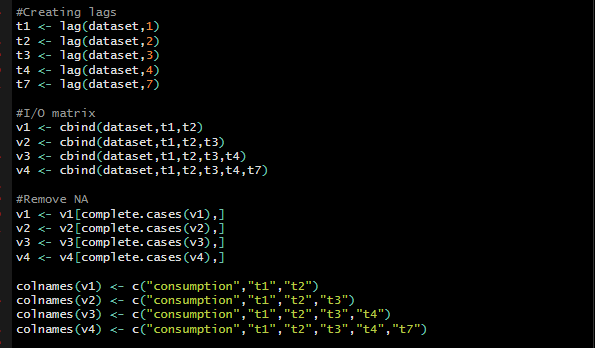 #Creating lags
t1 <- lag(dataset,1)
t2 <- lag(dataset,2)
t3 <- lag(dataset,3)
t4 <- lag(dataset,4)
t7 <- lag(dataset,7)
#I/O matrix
v1 <- cbind(dataset,t1,t2)
v2 <- cbind(dataset,t1,t2,t3)
v3 <- cbind(dataset,t1,t2,t3,t4)
v4 <- cbind(dataset,t1,t2,t3,t4,t7)
#Remove NA
v1 <- v1[complete.cases(v1),]
v2 <- v2[complete.cases(v2),]
v3 <- v3[complete.cases(v3),]
v4 <- v4[complete.cases(v4),]
colnames(v1) <- c("consumption","t1","t2")
colnames(v2) <- c("consumption","t1","t2","t3")
colnames(v3) <- c("consumption","t1","t2","t3","t4")
colnames(v4) <- c("consumption","t1","t2","t3","t4","t7")